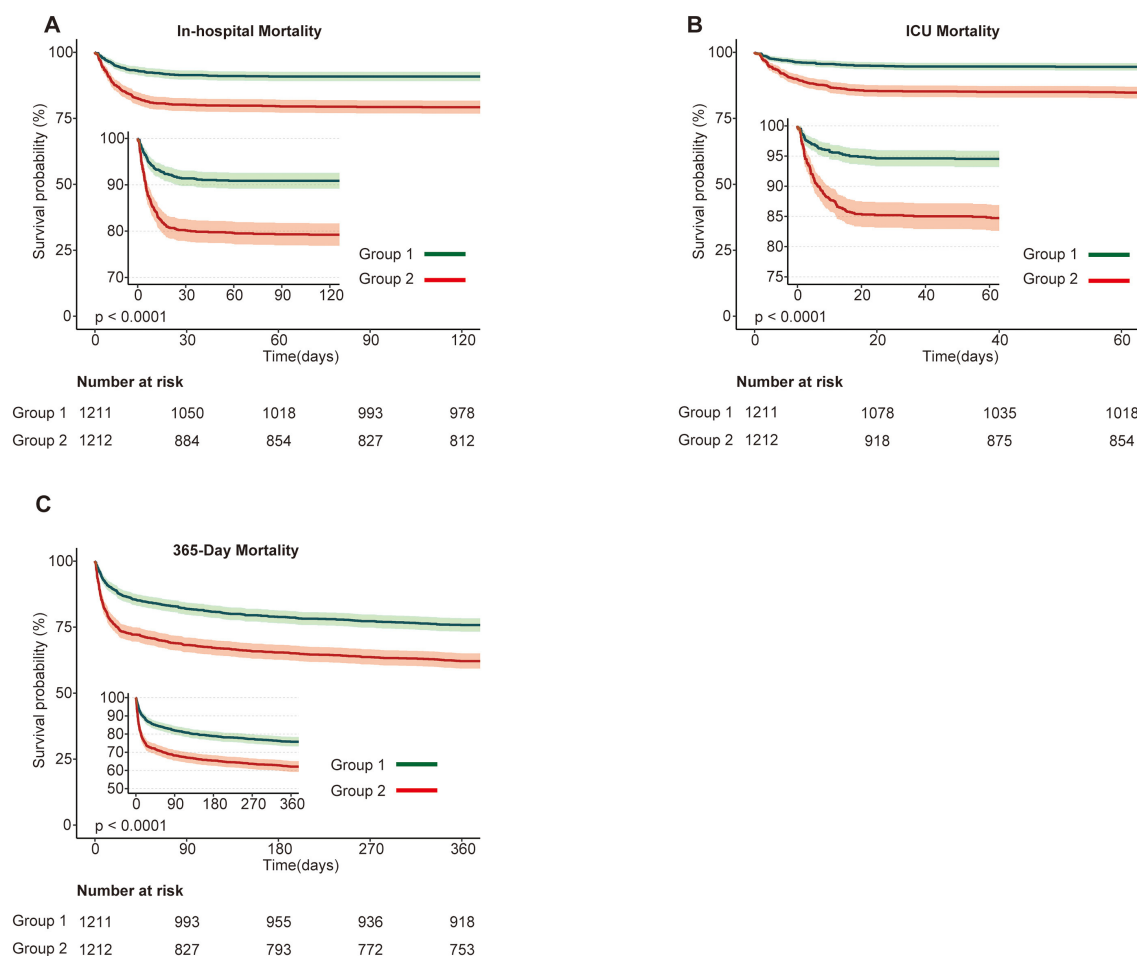 A
In-hospital Mortality
100
75
50
25
0
Survival probability (%)
100
90
80
70
0 30 60 90 120
Group 1
Group 2
p < 0.0001
0 30 60 90 120
Time(days)
Number at risk
Group 1 1211 1050 1018 993 978
Group 2 1212 884 854 827 812
B
ICU Mortality
100
75
50
25
0
Survival probability (%)
100
95
90
85
80
75
0 20 40 60
Group 1
Group 2
p < 0.0001
0 20 40 60
Time(days)
Number at risk
Group 1 1211 1078 1035 1018
Group 2 1212 918 875 854
C
365-Day Mortality
100
75
50
25
0
Survival probability (%)
100
90
80
70
60
50
0 90 180 270 360
Group 1
Group 2
p < 0.0001
0 90 180 270 360
Time(days)
Number at risk
Group 1 1211 993 955 936 918
Group 2 1212 827 793 772 753